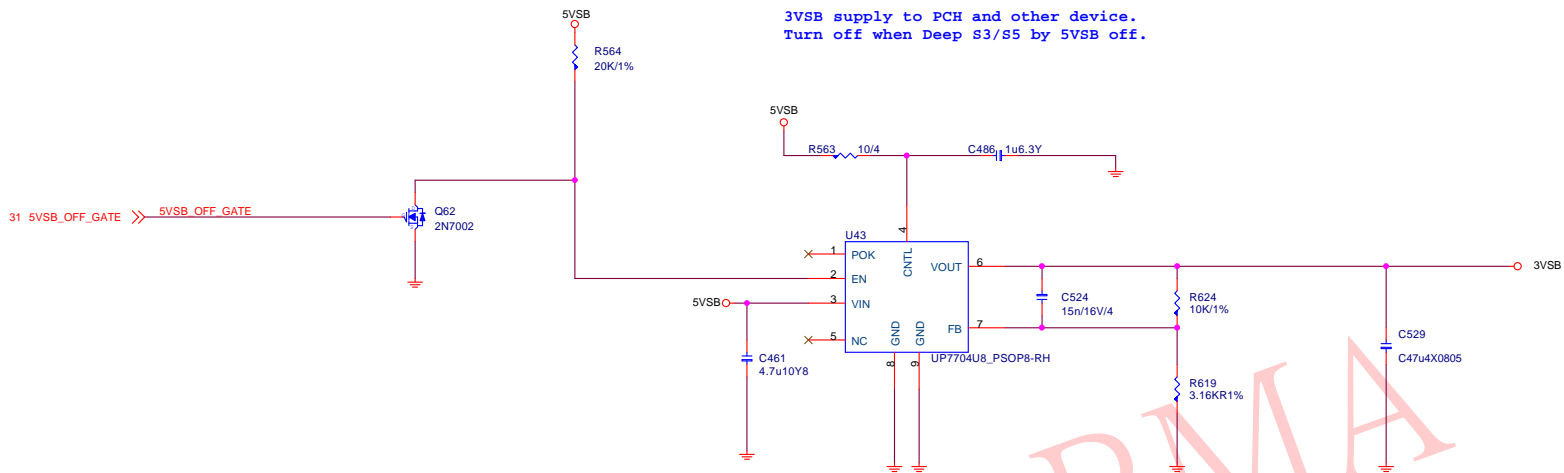 5VSB
3VSB supply to PCH and other device.
Turn off when Deep S3/S5 by 5VSB off.
R564
20K/1%
5VSB
R563
10/4
C486
1u6.3Y
31 5VSB_OFF_GATE
5VSB_OFF_GATE
Q62
2N7002
U43
4
CNTL
1
POK
2
EN
3
VIN
5
NC
VOUT
6
FB
7
GND
8
GND
9
UP7704U8_PSOP8-RH
5VSB
C461
4.7u10Y8
C524
15n/16V/4
R624
10K/1%
3VSB
C529
C47u4X0805
R619
3.16KR1%